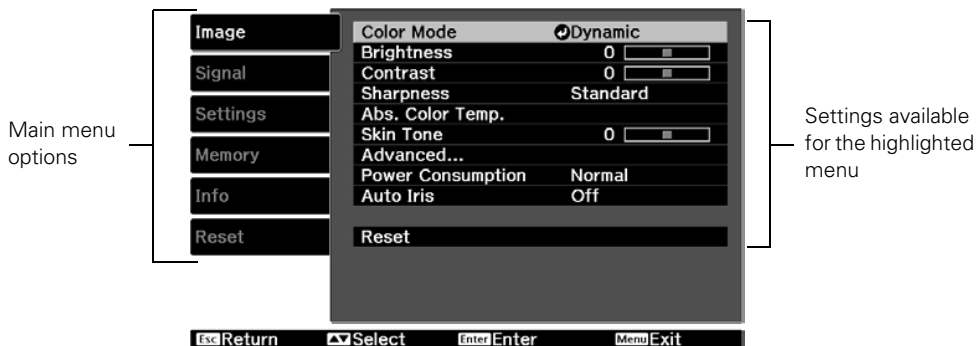 Main menu
options
Image
Signal
Settings
Memory
Info
Reset
Color Mode Dynamic
Brightness 0
Contrast 0
Sharpness Standard
Abs. Color Temp.
Skin Tone 0
Advanced...
Power Consumption Normal
Auto Iris Off
Reset
Settings available
for the highlighted
menu
Esc Return Select Enter Enter Menu Exit